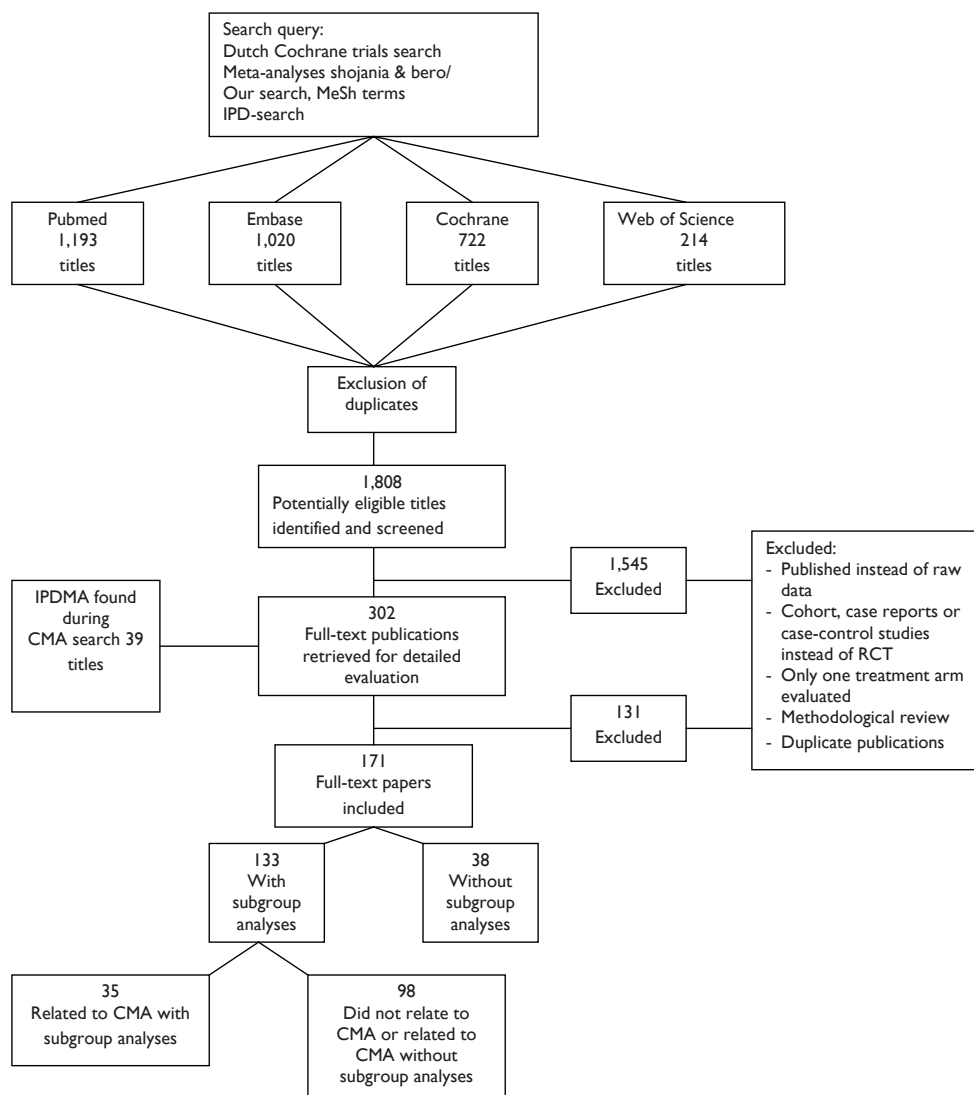 Search query:
Dutch Cochrane trials search
Meta-analyses shojania & bero/
Our search, MeSh terms
IPD-search
Pubmed
1,193
titles
Embase
1,020
titles
Cochrane
722
titles
Web of Science
214
titles
Exclusion of
duplicates
1,808
Potentially eligible titles
identified and screened
1,545
Excluded
Excluded:
- Published instead of raw
data
- Cohort, case reports or
case-control studies
instead of RCT
- Only one treatment arm
evaluated
- Methodological review
- Duplicate publications
IPDMA found
during
CMA search 39
titles
302
Full-text publications
retrieved for detailed
evaluation
131
Excluded
171
Full-text papers
included
133
With
subgroup
analyses
38
Without
subgroup
analyses
35
Related to CMA with
subgroup analyses
98
Did not relate to
CMA or related to
CMA without
subgroup analyses